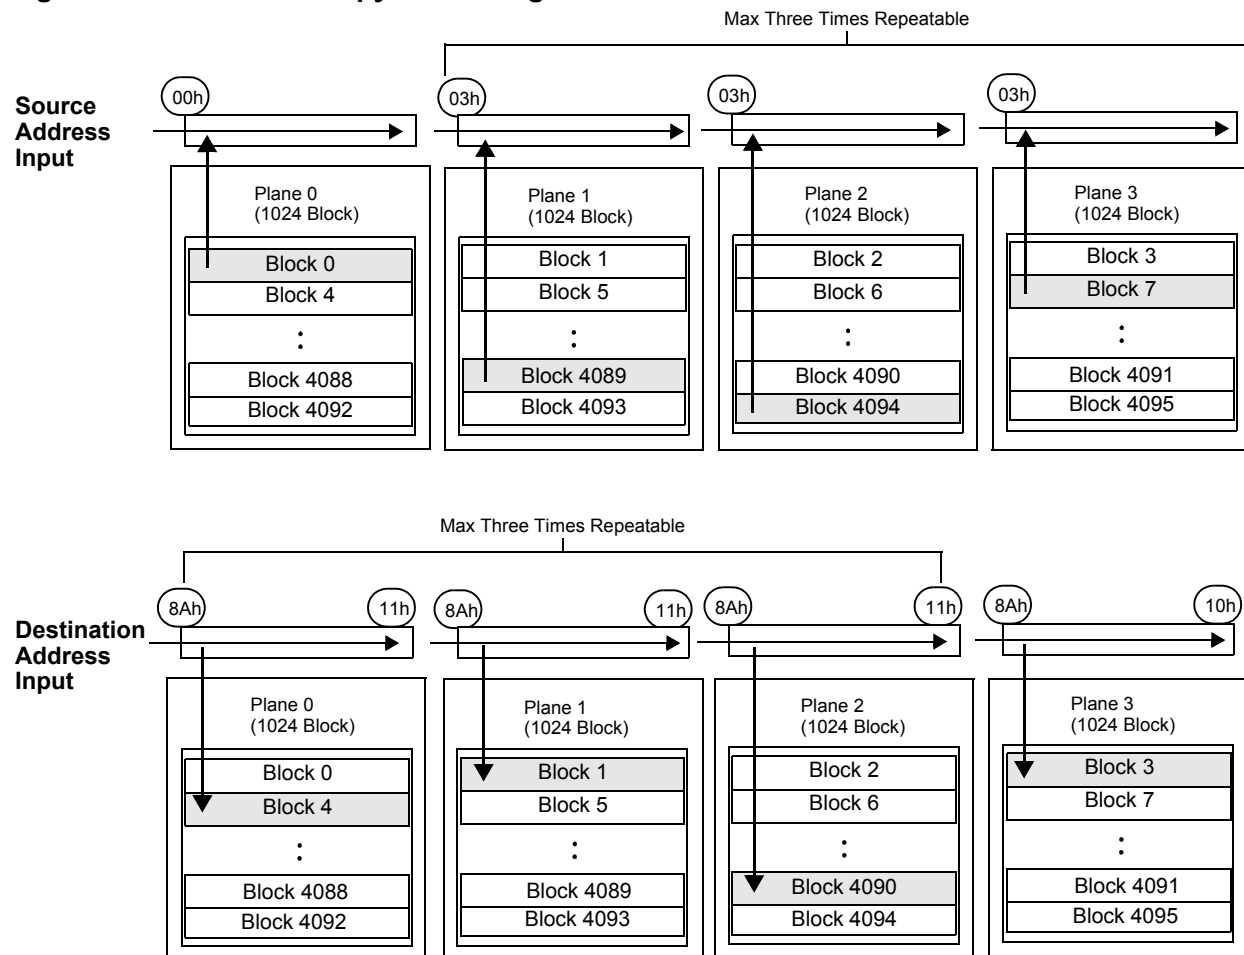 Max Three Times Repeatable
Source
Address
Input
00h
03h
03h
03h
Plane 0
(1024 Block)
Block 0
Block 4
:
Block 4088
Block 4092
Plane 1
(1024 Block)
Block 1
Block 5
:
Block 4089
Block 4093
Plane 2
(1024 Block)
Block 2
Block 6
:
Block 4090
Block 4094
Plane 3
(1024 Block)
Block 3
Block 7
:
Block 4091
Block 4095
Max Three Times Repeatable
Destination
Address
Input
8Ah
11h
8Ah
11h
8Ah
11h
8Ah
10h
Plane 0
(1024 Block)
Block 0
Block 4
:
Block 4088
Block 4092
Plane 1
(1024 Block)
Block 1
Block 5
:
Block 4089
Block 4093
Plane 2
(1024 Block)
Block 2
Block 6
:
Block 4090
Block 4094
Plane 3
(1024 Block)
Block 3
Block 7
:
Block 4091
Block 4095